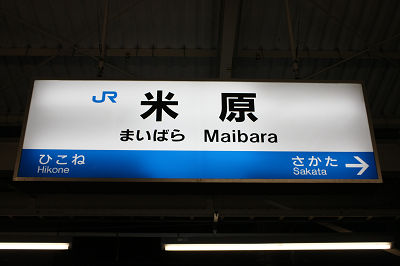 JR 米原
まいばら Maibara
ひこね さかた →
Hikone Sakata